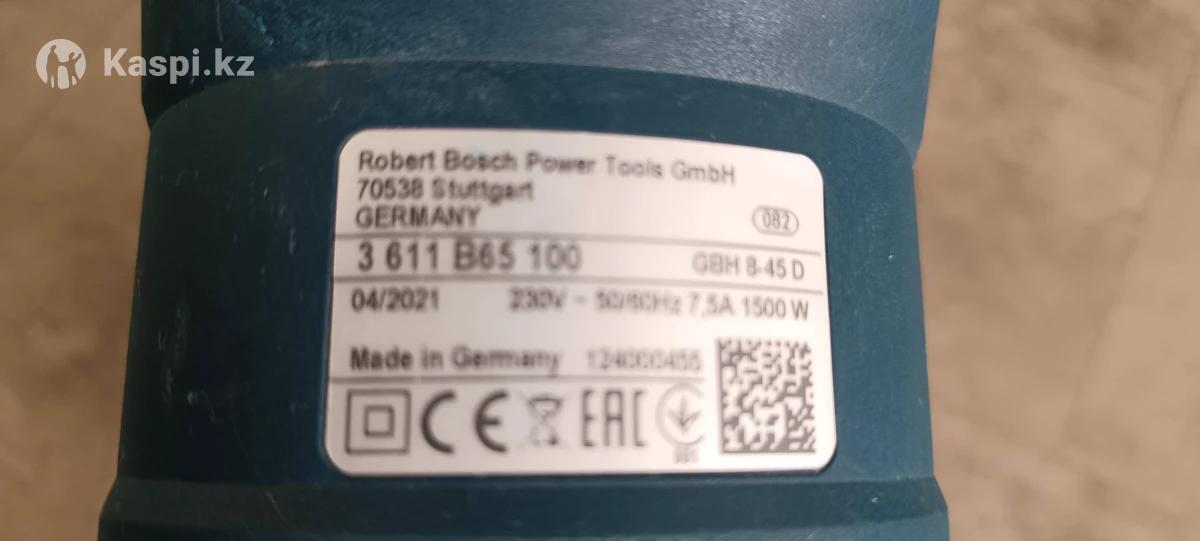 Kaspi.kz
Robert Bosch Power Tools GmbH
70538 Stuttgart
GERMANY
082
3 611 B65 100 GBH 8-45 D
04/2021 230V ~ 50/60Hz 7,5A 1500 W
Made in Germany 124000455
CE EAC